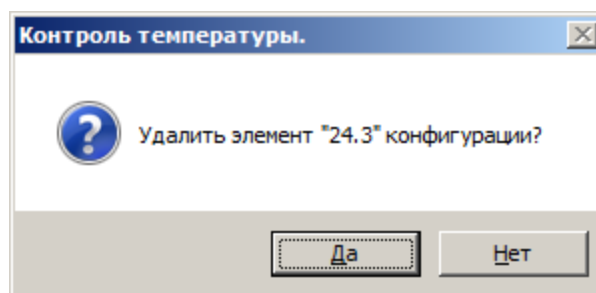 Контроль температуры.
Удалить элемент "24.3" конфигурации?
Да
Нет